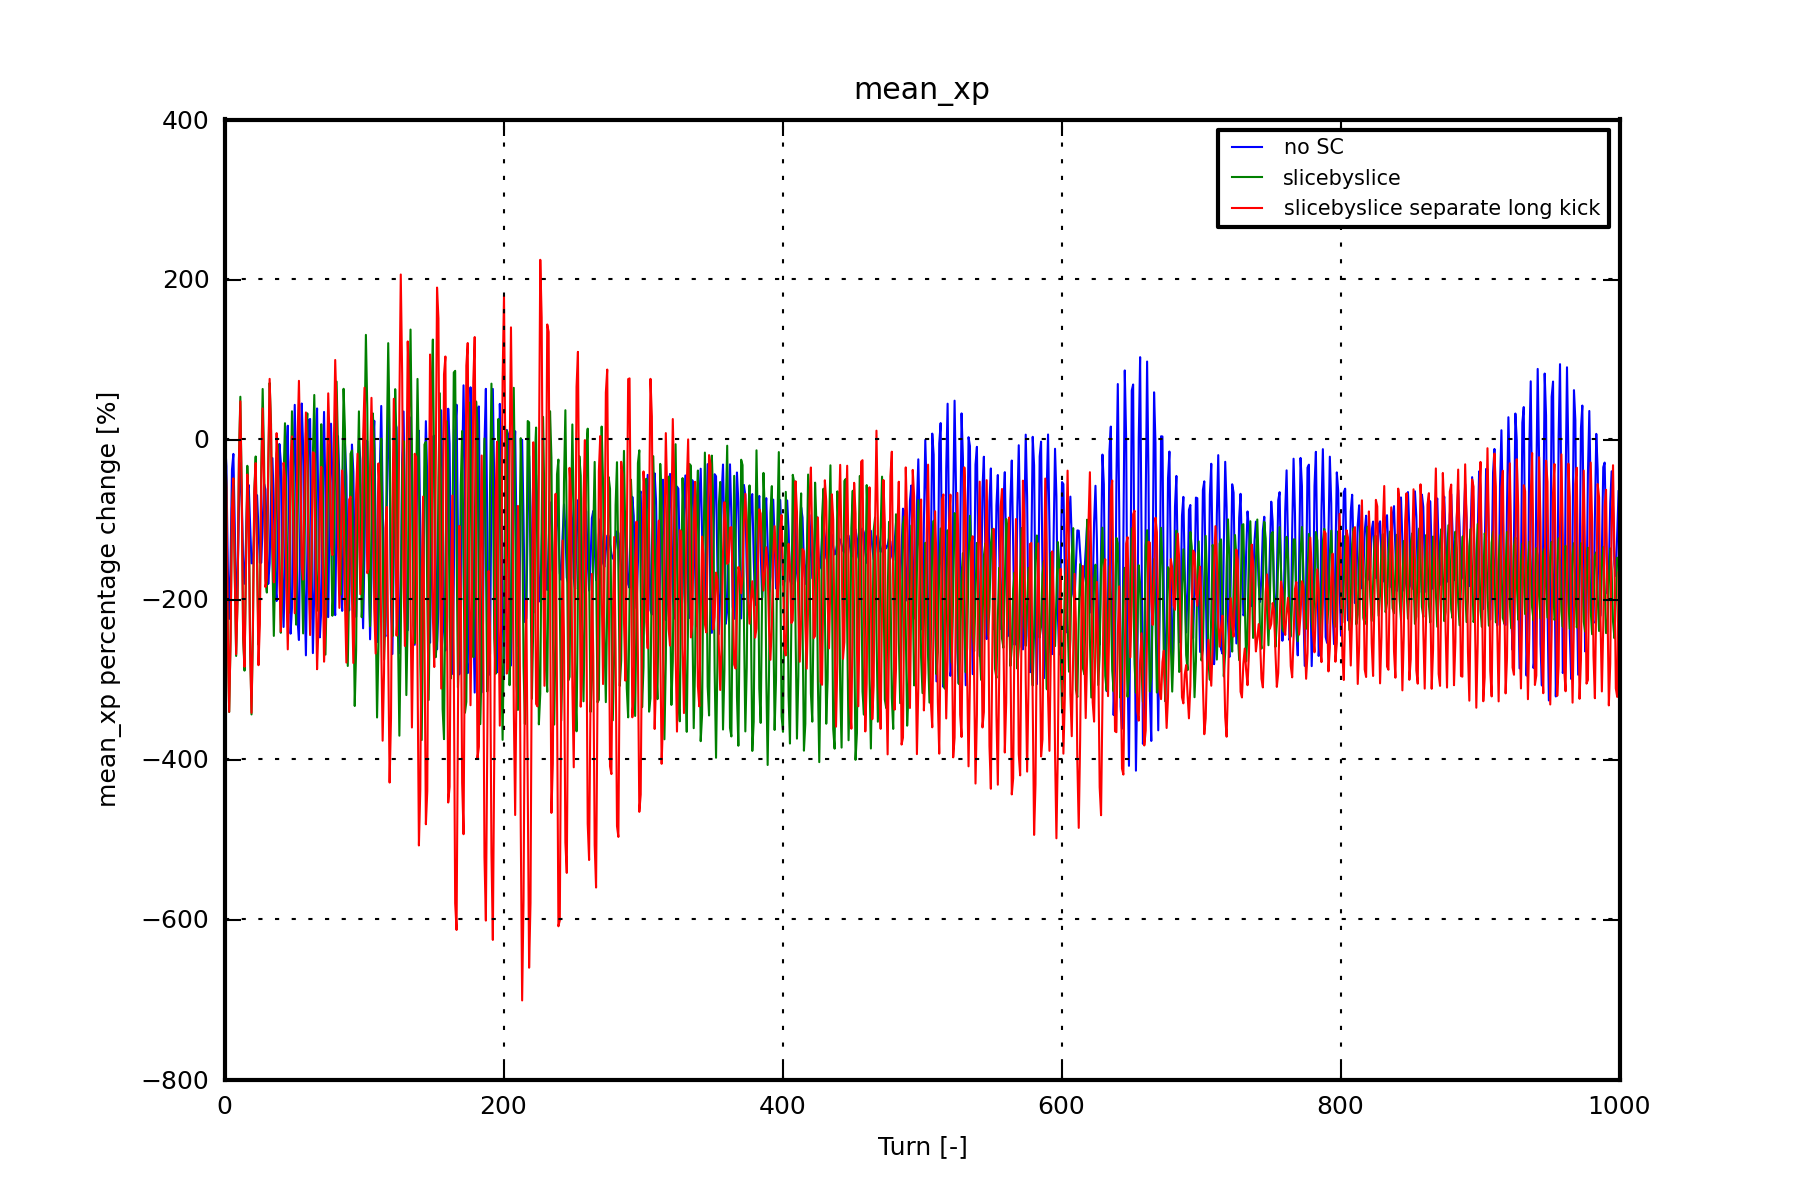 mean_xp
400
200
0
−200
−400
−600
−800
mean_xp percentage change [%]
no SC
slicebyslice
slicebyslice separate long kick
0
200
400
600
800
1000
Turn [-]